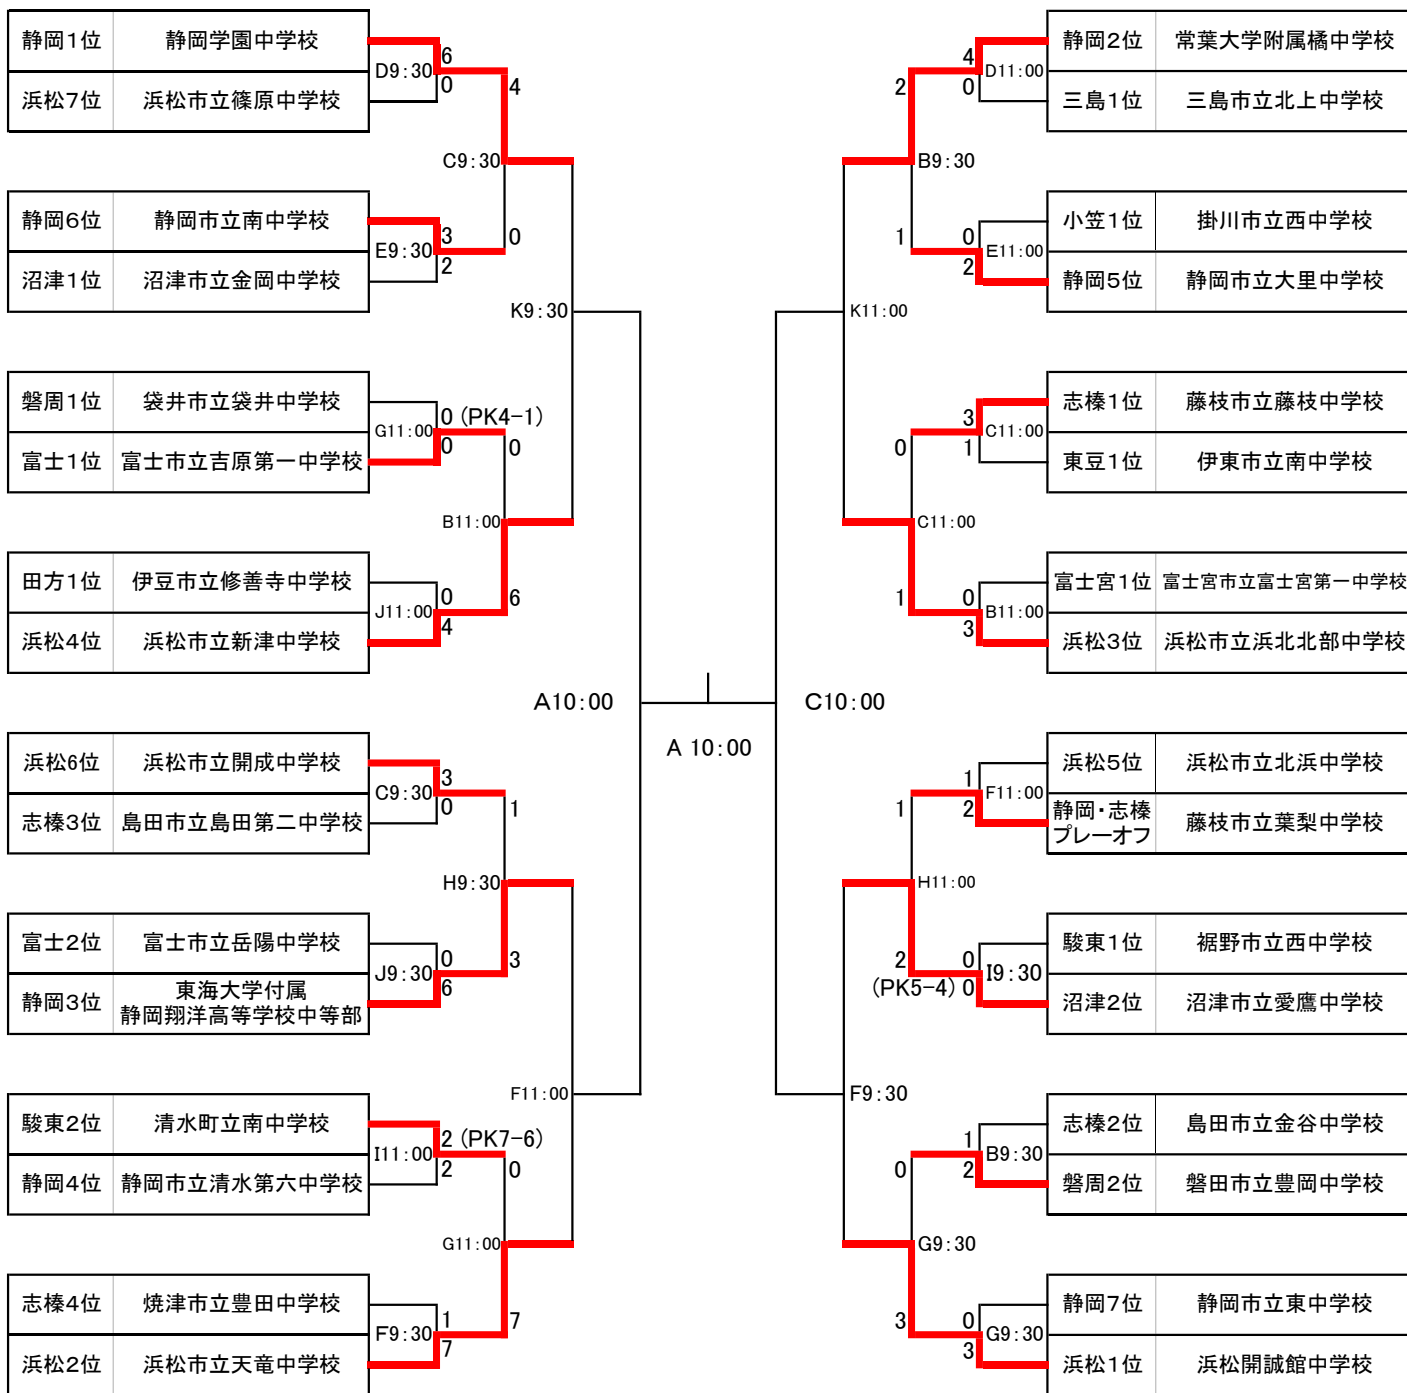 静岡1位 静岡学園中学校
浜松7位 浜松市立篠原中学校
D9:30
6
0
4
C9:30
静岡6位 静岡市立南中学校
沼津1位 沼津市立金岡中学校
E9:30
3
2
0
K9:30
磐周1位 袋井市立袋井中学校
富士1位 富士市立吉原第一中学校
G11:00
0 (PK4-1)
0
0
B11:00
田方1位 伊豆市立修善寺中学校
浜松4位 浜松市立新津中学校
J11:00
0
4
6
A10:00
浜松6位 浜松市立開成中学校
志榛3位 島田市立島田第二中学校
C9:30
3
0
1
H9:30
富士2位 富士市立岳陽中学校
静岡3位 東海大学付属
静岡翔洋高等学校中等部
J9:30
0
6
3
F11:00
駿東2位 清水町立南中学校
静岡4位 静岡市立清水第六中学校
I11:00
2 (PK7-6)
2
0
G11:00
志榛4位 焼津市立豊田中学校
浜松2位 浜松市立天竜中学校
F9:30
1
7
7
A 10:00
静岡2位 常葉大学附属橘中学校
三島1位 三島市立北上中学校
D11:00
4
0
2
B9:30
小笠1位 掛川市立西中学校
静岡5位 静岡市立大里中学校
E11:00
0
2
1
K11:00
志榛1位 藤枝市立藤枝中学校
東豆1位 伊東市立南中学校
C11:00
3
1
0
C11:00
富士宮1位 富士宮市立富士宮第一中学校
浜松3位 浜松市立浜北北部中学校
B11:00
0
3
1
C10:00
浜松5位 浜松市立北浜中学校
静岡・志榛
プレーオフ 藤枝市立葉梨中学校
F11:00
1
2
1
H11:00
駿東1位 裾野市立西中学校
沼津2位 沼津市立愛鷹中学校
I9:30
0
(PK5-4) 0
2
F9:30
志榛2位 島田市立金谷中学校
磐周2位 磐田市立豊岡中学校
B9:30
1
2
0
G9:30
静岡7位 静岡市立東中学校
浜松1位 浜松開誠館中学校
G9:30
0
3
3